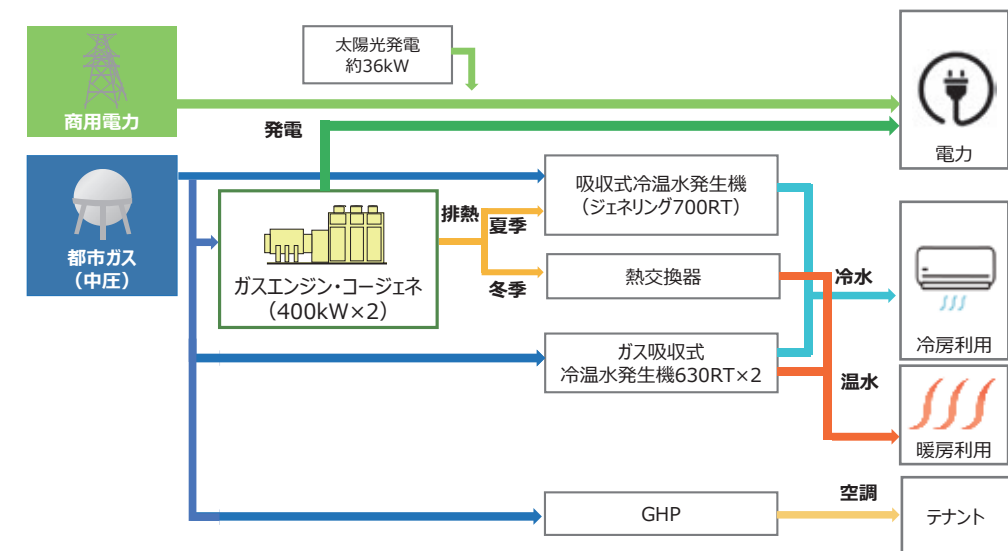 太陽光発電
約36kW
商用電力
発電
電力
都市ガス
（中圧）
ガスエンジン・コージェネ
（400kW×2）
排熱
夏季
冬季
吸収式冷温水発生機
（ジェネリング700RT）
熱交換器
冷水
冷房利用
ガス吸収式
冷温水発生機630RT×2
温水
暖房利用
GHP
空調
テナント